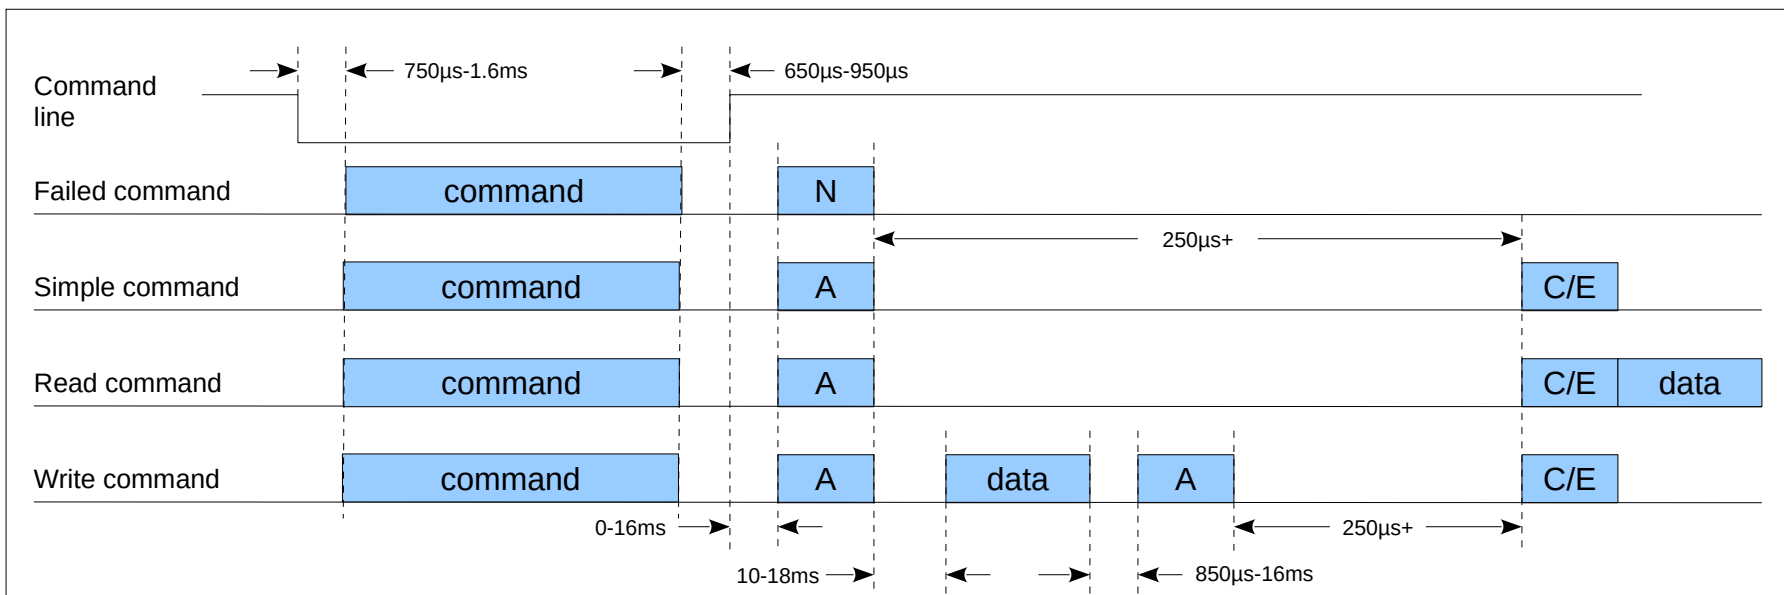 Command
line
750µs-1.6ms
650µs-950µs
Failed command
command
N
250µs+
Simple command
command
A
C/E
Read command
command
A
C/E
data
Write command
command
A
data
A
C/E
0-16ms
250µs+
10-18ms
850µs-16ms